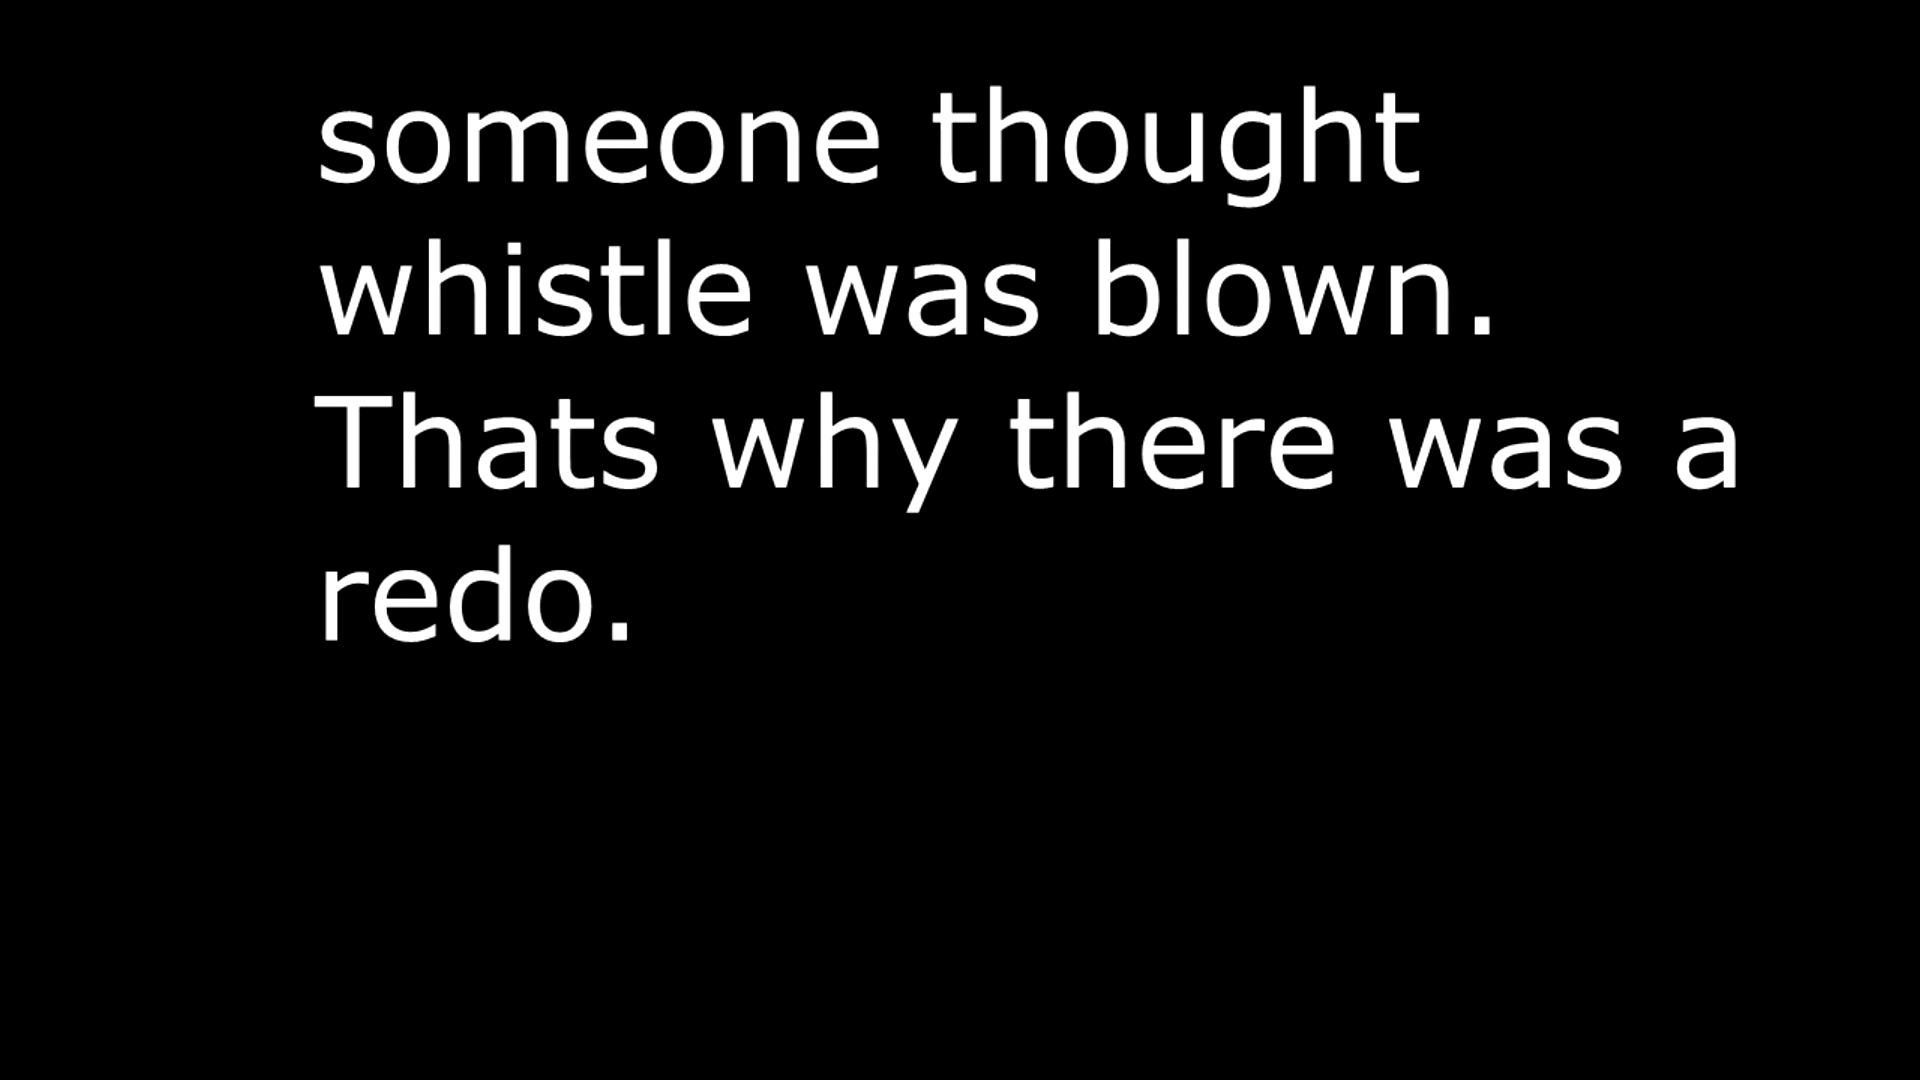 someone thought
whistle was blown.
Thats why there was a
redo.